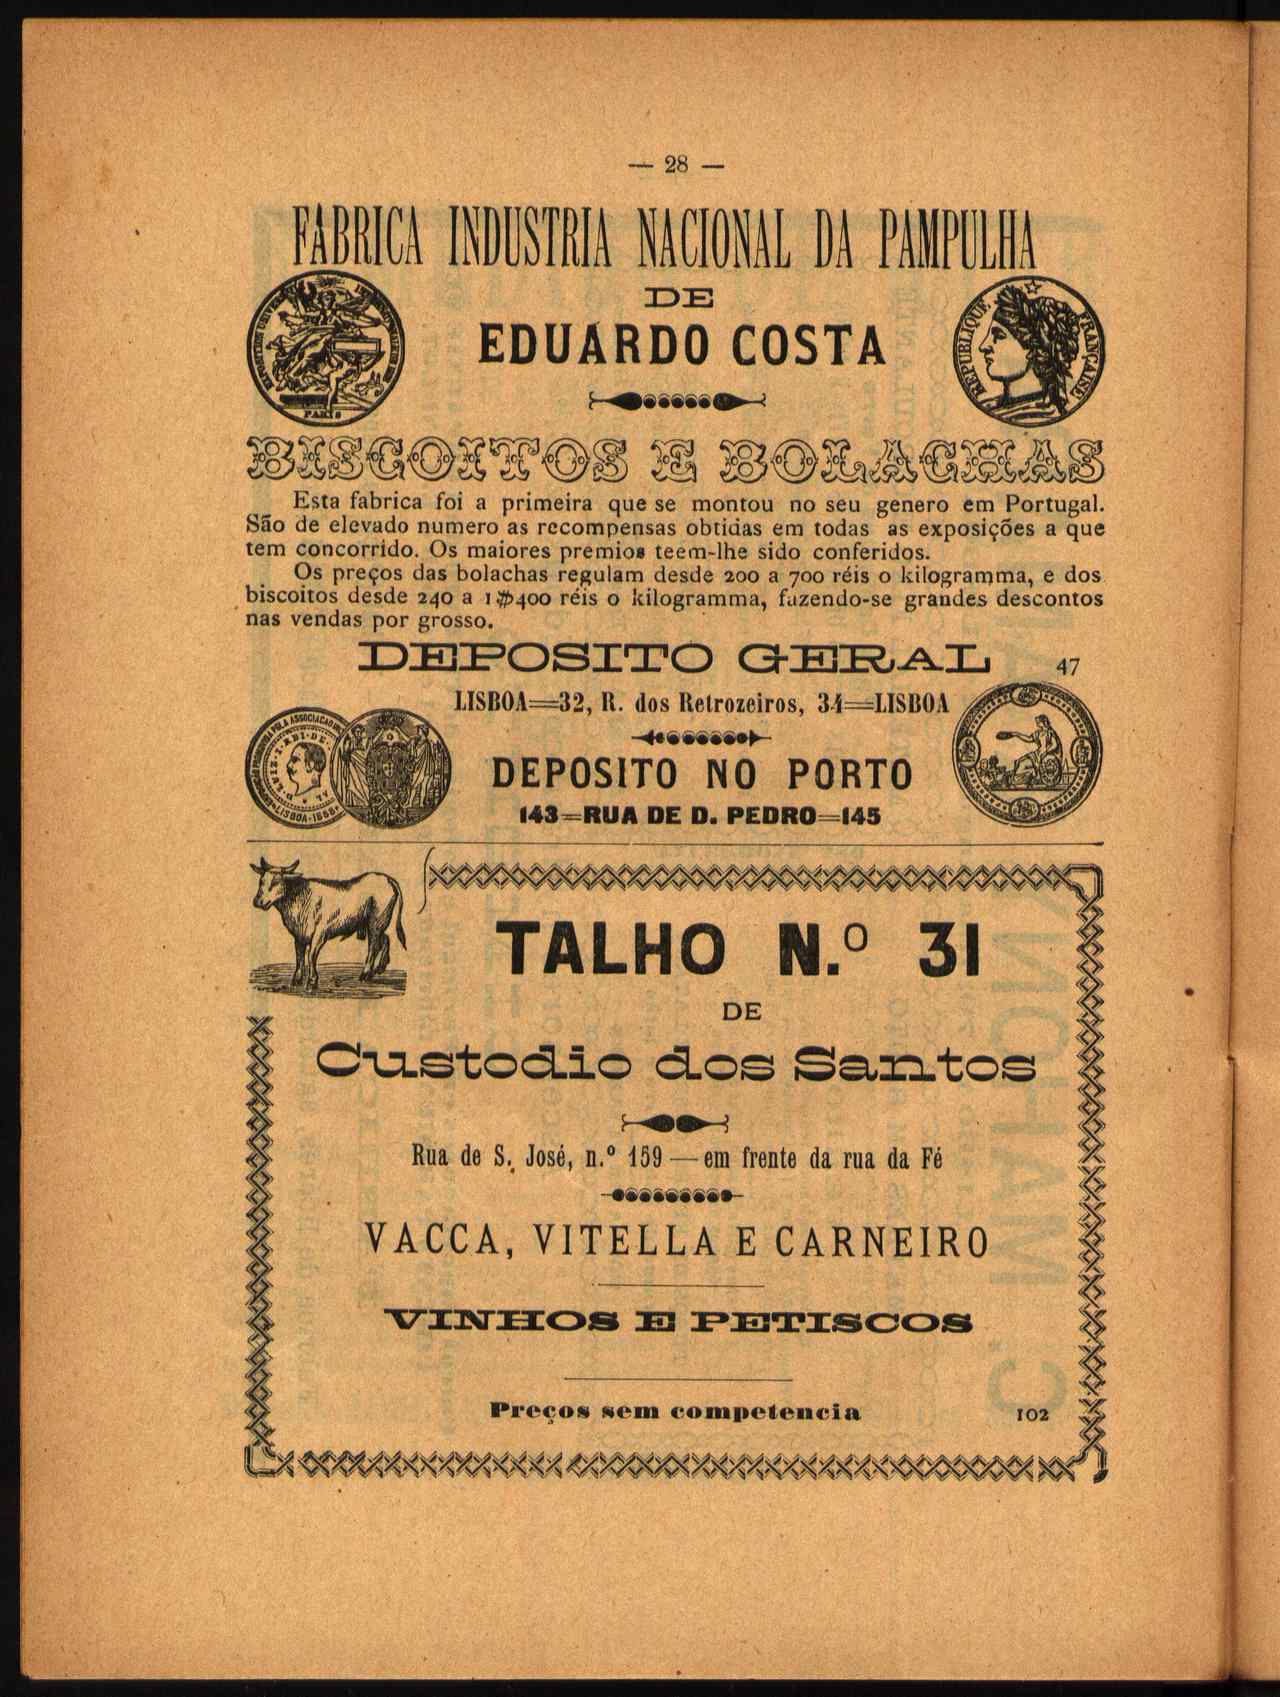 — 28 —
FABRICA INDUSTRIA NACIONAL DA PAMPULHA
DE
EDUARDO COSTA
PARIS
REPUBLIQUE FRANÇAISE
BISCOITOS E BOLACHAS
Esta fabrica foi a primeira que se montou no seu genero em Portugal.
São de elevado numero as recompensas obtidas em todas as exposições a que
tem concorrido. Os maiores premios teem-lhe sido conferidos.
Os preços das bolachas regulam desde 200 a 700 réis o kilogramma, e dos
biscoitos desde 240 a 1$400 réis o kilogramma, fazendo-se grandes descontos
nas vendas por grosso.
DEPOSITO GERAL 47
LISBOA=32, R. dos Retrozeiros, 34=LISBOA
DEPOSITO NO PORTO
143=RUA DE D. PEDRO=145
TALHO N.º 31
DE
Custodio dos Santos
Rua de S. José, n.º 159 — em frente da rua da Fé
VACCA, VITELLA E CARNEIRO
VINHOS E PETISCOS
Preços sem competencia 102